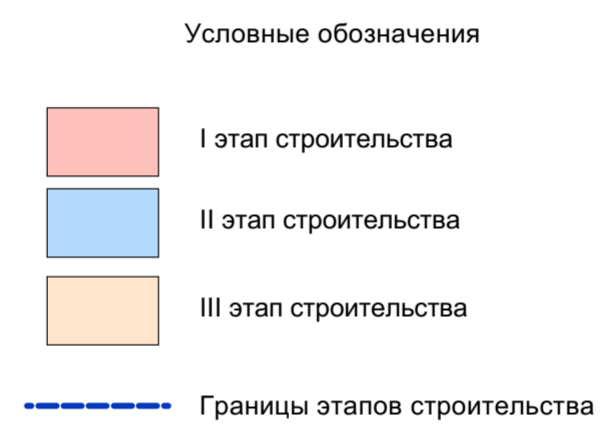 Условные обозначения
I этап строительства
II этап строительства
III этап строительства
Границы этапов строительства